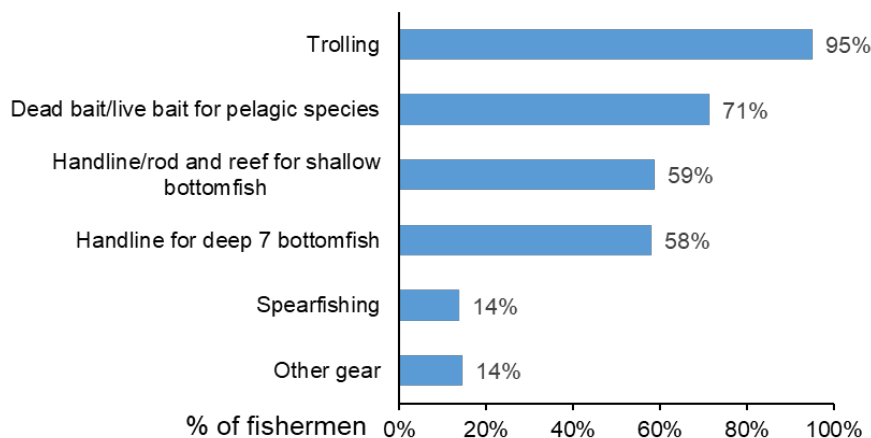 Trolling
95%
Dead bait/live bait for pelagic species
71%
Handline/rod and reef for shallow
bottomfish
59%
Handline for deep 7 bottomfish
58%
Spearfishing
14%
Other gear
14%
% of fishermen
0% 20% 40% 60% 80% 100%